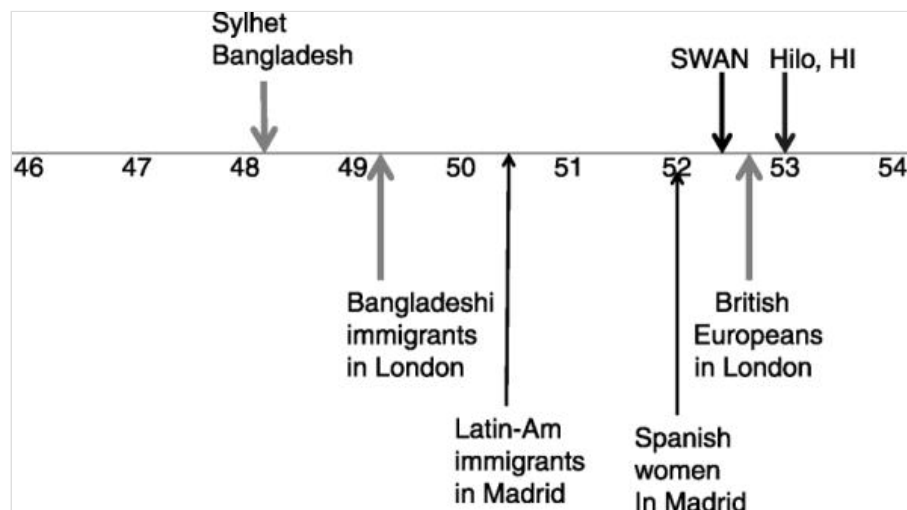 Sylhet
Bangladesh
SWAN Hilo, HI
46 47 48 49 50 51 52 53 54
Bangladeshi
immigrants
in London
British
Europeans
in London
Latin-Am
immigrants
in Madrid
Spanish
women
In Madrid